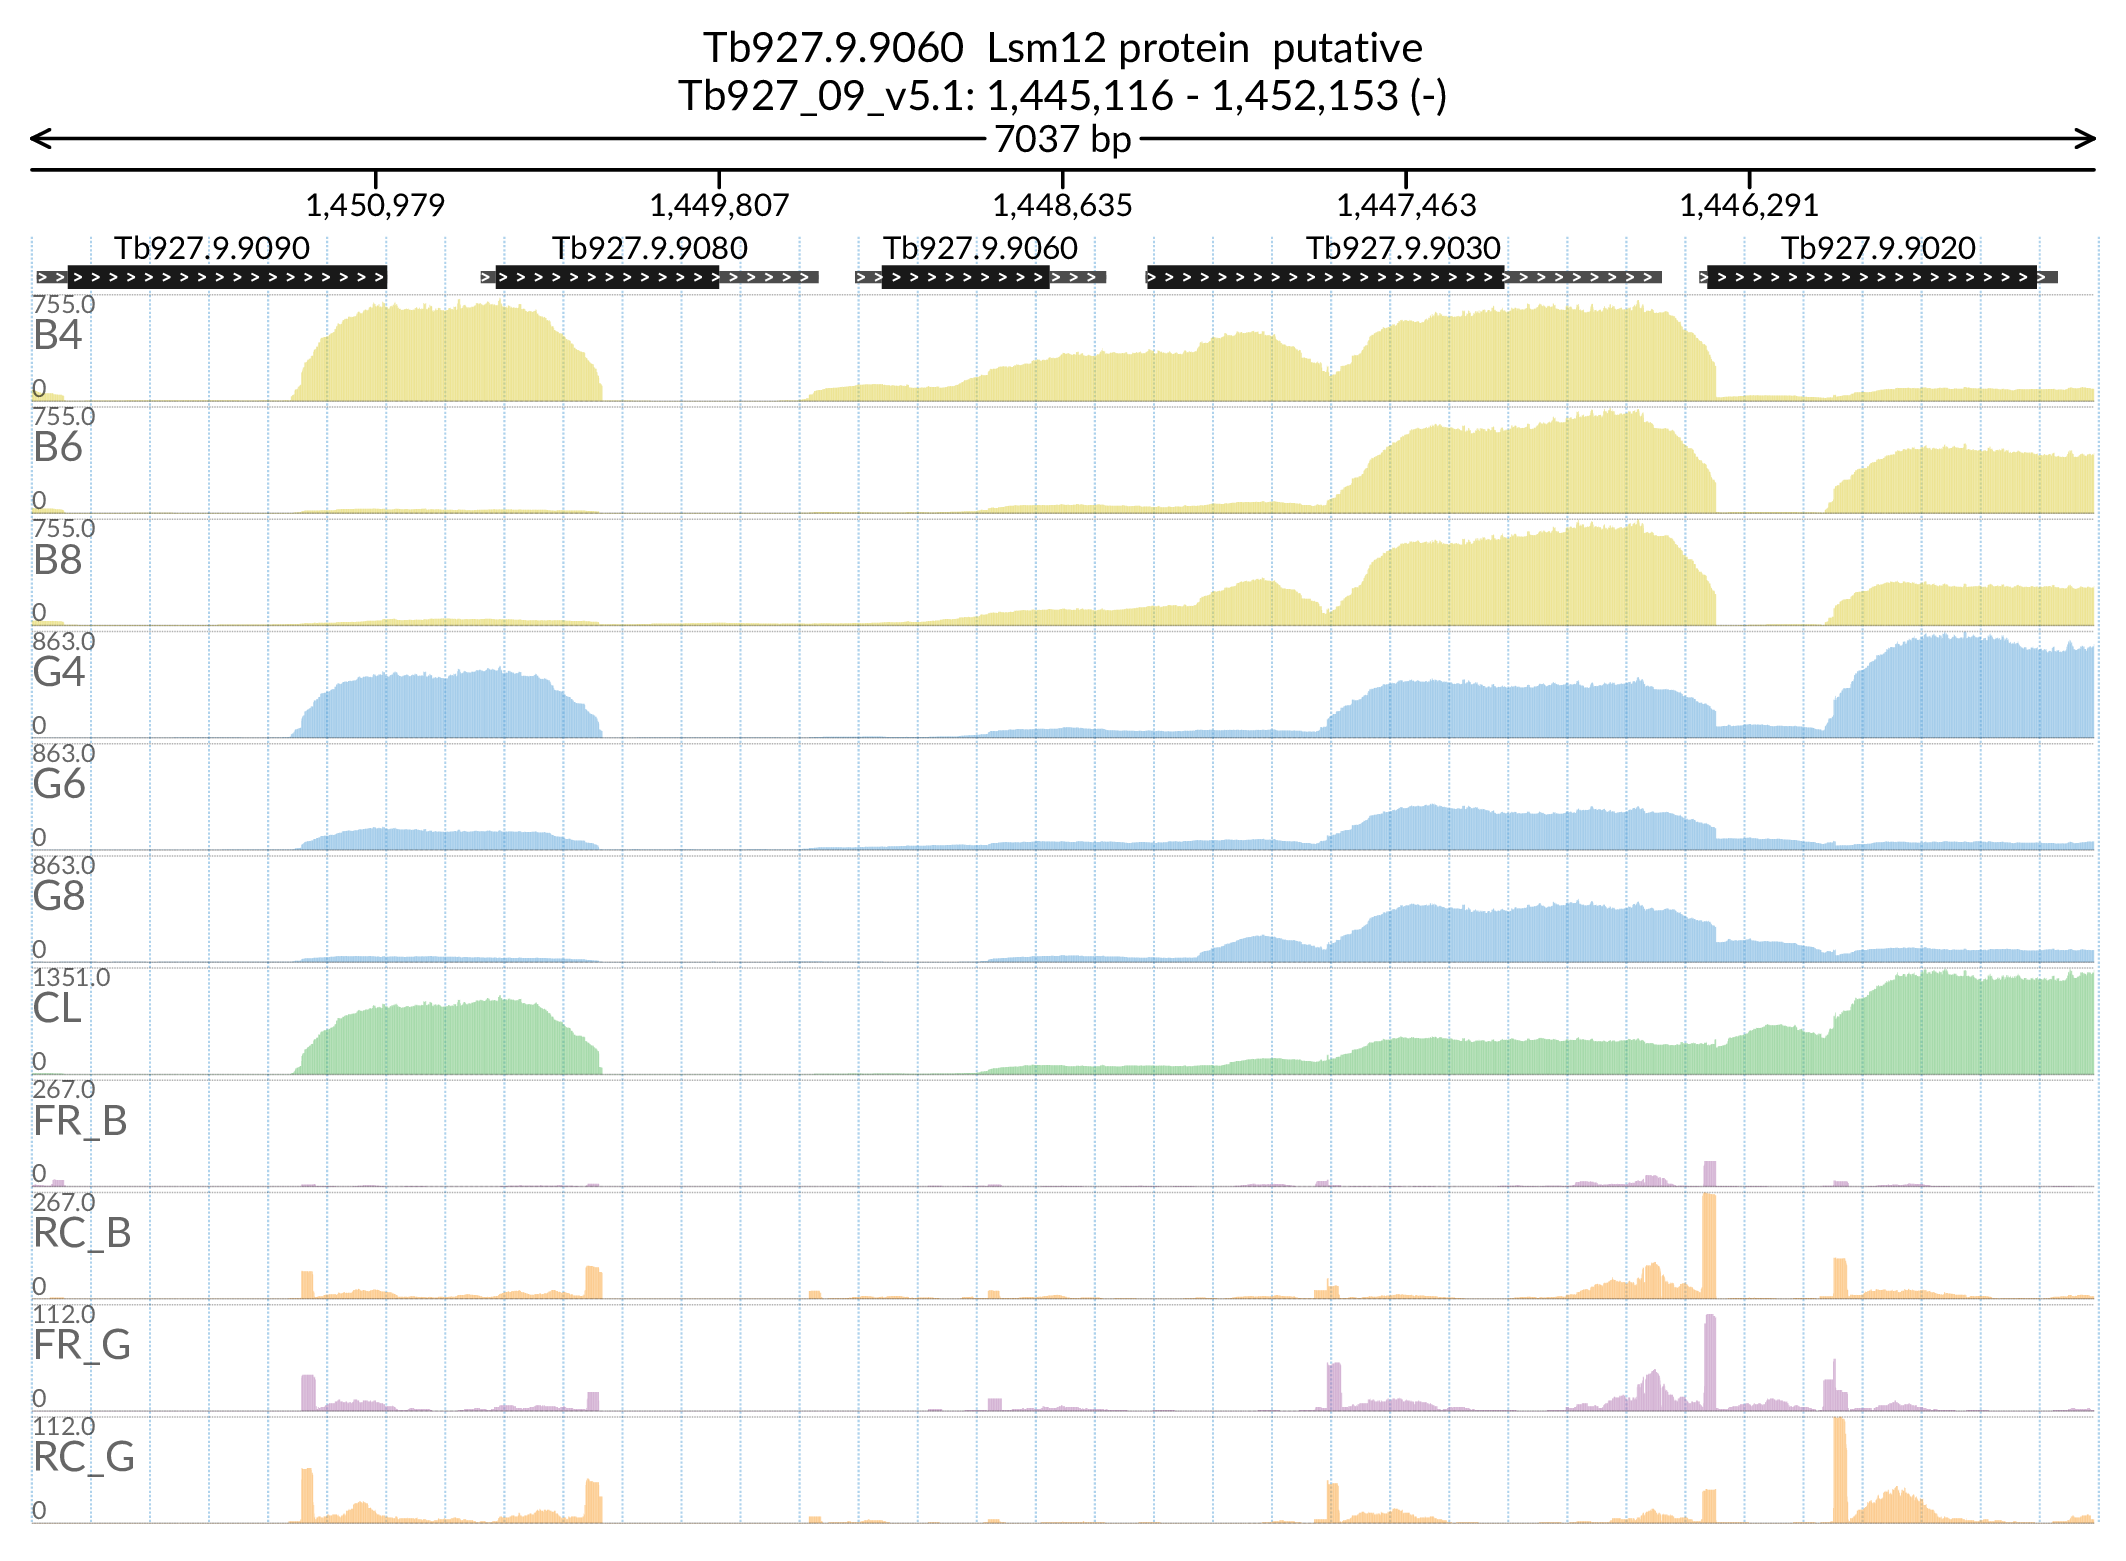 Tb927.9.9060 Lsm12 protein putative
Tb927_09_v5.1: 1,445,116 - 1,452,153 (-)
7037 bp
1,450,979 1,449,807 1,448,635 1,447,463 1,446,291
Tb927.9.9090 Tb927.9.9080 Tb927.9.9060 Tb927.9.9030 Tb927.9.9020
755.0
B4
0
755.0
B6
0
755.0
B8
0
863.0
G4
0
863.0
G6
0
863.0
G8
0
1351.0
CL
0
267.0
FR_B
0
267.0
RC_B
0
112.0
FR_G
0
112.0
RC_G
0